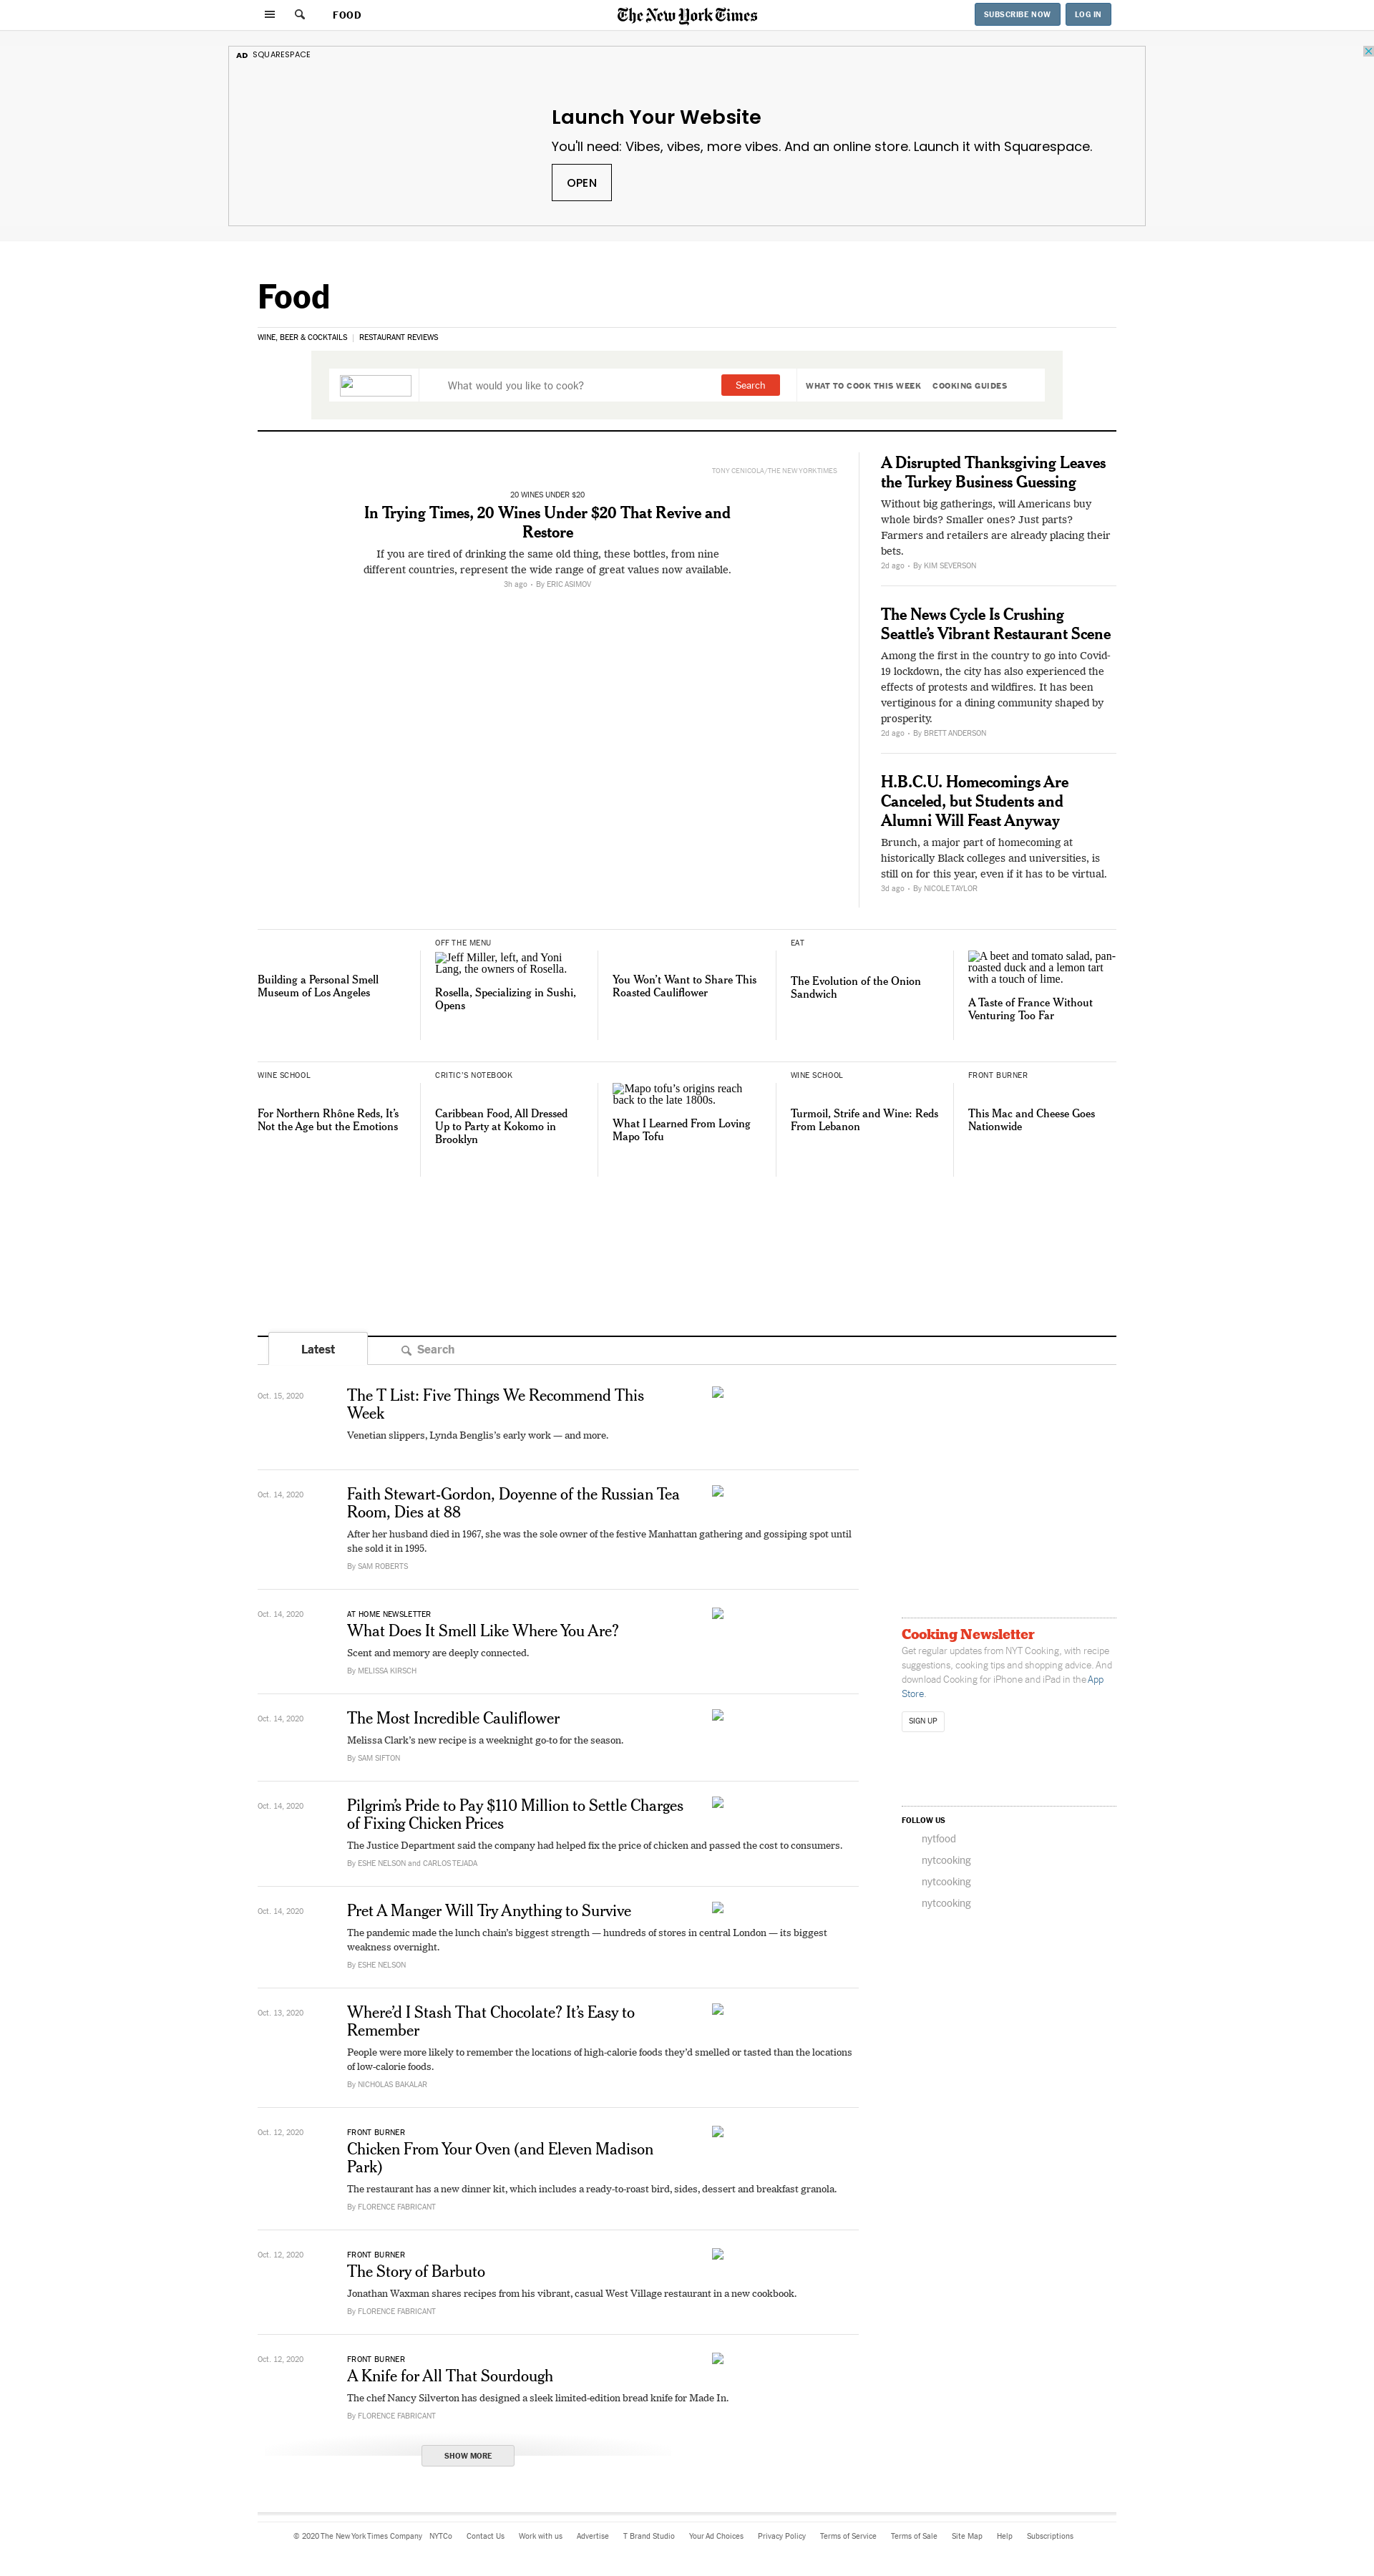 FOOD
The New York Times
SUBSCRIBE NOW
LOG IN
AD SQUARESPACE
Launch Your Website
You'll need: Vibes, vibes, more vibes. And an online store. Launch it with Squarespace.
OPEN
Food
WINE, BEER & COCKTAILS | RESTAURANT REVIEWS
What would you like to cook?
Search
WHAT TO COOK THIS WEEK
COOKING GUIDES
TONY CENICOLA/THE NEW YORK TIMES
20 WINES UNDER $20
In Trying Times, 20 Wines Under $20 That Revive and
Restore
If you are tired of drinking the same old thing, these bottles, from nine
different countries, represent the wide range of great values now available.
3h ago • By ERIC ASIMOV
A Disrupted Thanksgiving Leaves
the Turkey Business Guessing
Without big gatherings, will Americans buy
whole birds? Smaller ones? Just parts?
Farmers and retailers are already placing their
bets.
2d ago • By KIM SEVERSON
The News Cycle Is Crushing
Seattle’s Vibrant Restaurant Scene
Among the first in the country to go into Covid-
19 lockdown, the city has also experienced the
effects of protests and wildfires. It has been
vertiginous for a dining community shaped by
prosperity.
2d ago • By BRETT ANDERSON
H.B.C.U. Homecomings Are
Canceled, but Students and
Alumni Will Feast Anyway
Brunch, a major part of homecoming at
historically Black colleges and universities, is
still on for this year, even if it has to be virtual.
3d ago • By NICOLE TAYLOR
Building a Personal Smell
Museum of Los Angeles
OFF THE MENU
Jeff Miller, left, and Yoni
Lang, the owners of Rosella.
Rosella, Specializing in Sushi,
Opens
You Won’t Want to Share This
Roasted Cauliflower
EAT
The Evolution of the Onion
Sandwich
A beet and tomato salad, pan-
roasted duck and a lemon tart
with a touch of lime.
A Taste of France Without
Venturing Too Far
WINE SCHOOL
For Northern Rhône Reds, It’s
Not the Age but the Emotions
CRITIC’S NOTEBOOK
Caribbean Food, All Dressed
Up to Party at Kokomo in
Brooklyn
Mapo tofu’s origins reach
back to the late 1800s.
What I Learned From Loving
Mapo Tofu
WINE SCHOOL
Turmoil, Strife and Wine: Reds
From Lebanon
FRONT BURNER
This Mac and Cheese Goes
Nationwide
Latest
Search
Oct. 15, 2020
The T List: Five Things We Recommend This
Week
Venetian slippers, Lynda Benglis’s early work — and more.
Oct. 14, 2020
Faith Stewart-Gordon, Doyenne of the Russian Tea
Room, Dies at 88
After her husband died in 1967, she was the sole owner of the festive Manhattan gathering and gossiping spot until
she sold it in 1995.
By SAM ROBERTS
Oct. 14, 2020
AT HOME NEWSLETTER
What Does It Smell Like Where You Are?
Scent and memory are deeply connected.
By MELISSA KIRSCH
Oct. 14, 2020
The Most Incredible Cauliflower
Melissa Clark’s new recipe is a weeknight go-to for the season.
By SAM SIFTON
Oct. 14, 2020
Pilgrim’s Pride to Pay $110 Million to Settle Charges
of Fixing Chicken Prices
The Justice Department said the company had helped fix the price of chicken and passed the cost to consumers.
By ESHE NELSON and CARLOS TEJADA
Oct. 14, 2020
Pret A Manger Will Try Anything to Survive
The pandemic made the lunch chain’s biggest strength — hundreds of stores in central London — its biggest
weakness overnight.
By ESHE NELSON
Oct. 13, 2020
Where’d I Stash That Chocolate? It’s Easy to
Remember
People were more likely to remember the locations of high-calorie foods they’d smelled or tasted than the locations
of low-calorie foods.
By NICHOLAS BAKALAR
Oct. 12, 2020
FRONT BURNER
Chicken From Your Oven (and Eleven Madison
Park)
The restaurant has a new dinner kit, which includes a ready-to-roast bird, sides, dessert and breakfast granola.
By FLORENCE FABRICANT
Oct. 12, 2020
FRONT BURNER
The Story of Barbuto
Jonathan Waxman shares recipes from his vibrant, casual West Village restaurant in a new cookbook.
By FLORENCE FABRICANT
Oct. 12, 2020
FRONT BURNER
A Knife for All That Sourdough
The chef Nancy Silverton has designed a sleek limited-edition bread knife for Made In.
By FLORENCE FABRICANT
SHOW MORE
Cooking Newsletter
Get regular updates from NYT Cooking, with recipe
suggestions, cooking tips and shopping advice. And
download Cooking for iPhone and iPad in the App
Store.
SIGN UP
FOLLOW US
nytfood
nytcooking
nytcooking
nytcooking
© 2020 The New York Times Company NYTCo Contact Us Work with us Advertise T Brand Studio Your Ad Choices Privacy Policy Terms of Service Terms of Sale Site Map Help Subscriptions